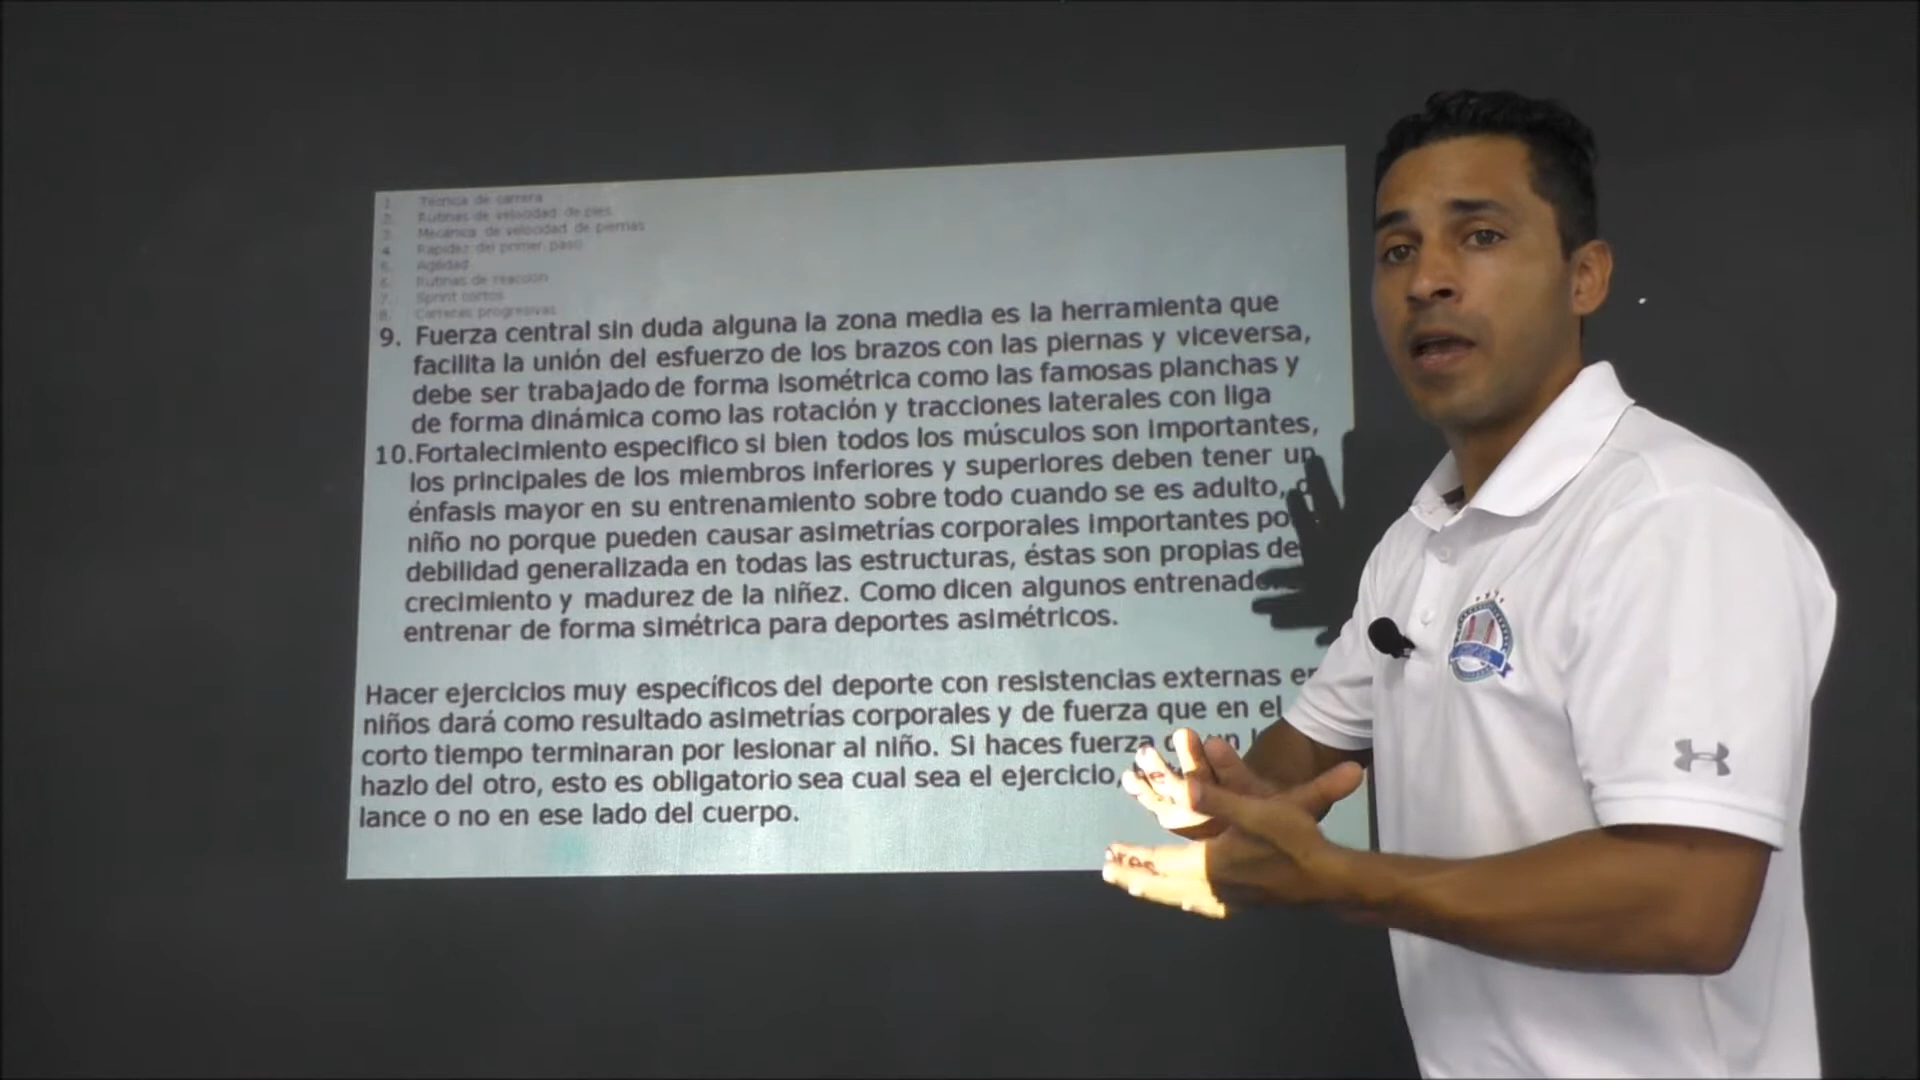 1. Técnica de carrera
2. Rutinas de velocidad de pies
3. Mecánica de velocidad de piernas
4. Rapidez del primer paso
5. Agilidad
6. Rutinas de reacción
7. Sprint cortos
8. Carreras progresivas
9. Fuerza central sin duda alguna la zona media es la herramienta que
facilita la unión del esfuerzo de los brazos con las piernas y viceversa,
debe ser trabajado de forma isométrica como las famosas planchas y
de forma dinámica como las rotación y tracciones laterales con liga
10.Fortalecimiento especifico si bien todos los músculos son importantes,
los principales de los miembros inferiores y superiores deben tener un
énfasis mayor en su entrenamiento sobre todo cuando se es adulto,
niño no porque pueden causar asimetrías corporales importantes po
debilidad generalizada en todas las estructuras, éstas son propias de
crecimiento y madurez de la niñez. Como dicen algunos entrenado
entrenar de forma simétrica para deportes asimétricos.
Hacer ejercicios muy específicos del deporte con resistencias externas en
niños dará como resultado asimetrías corporales y de fuerza que en el
corto tiempo terminaran por lesionar al niño. Si haces fuerza
hazlo del otro, esto es obligatorio sea cual sea el ejercicio,
lance o no en ese lado del cuerpo.